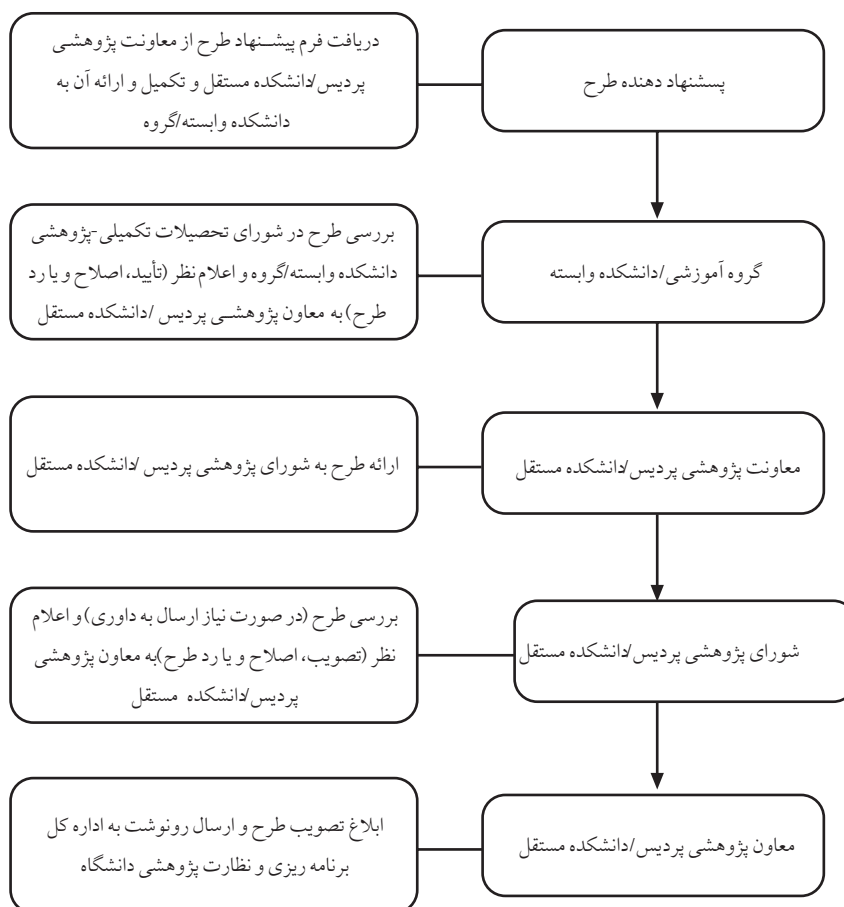 پسشنهاد دهنده طرح
دریافت فرم پیشنهاد طرح از معاونت پژوهشی
پردیس/دانشکده مستقل و تکمیل و ارائه آن به
دانشکده وابسته/گروه
گروه آموزشی/دانشکده وابسته
بررسی طرح در شورای تحصیلات تکمیلی-پژوهشی
دانشکده وابسته/گروه و اعلام نظر (تأیید، اصلاح و یا رد
طرح) به معاون پژوهشی پردیس /دانشکده مستقل
معاونت پژوهشی پردیس/دانشکده مستقل
ارائه طرح به شورای پژوهشی پردیس /دانشکده مستقل
شورای پژوهشی پردیس/دانشکده مستقل
بررسی طرح (در صورت نیاز ارسال به داوری) و اعلام
نظر (تصویب، اصلاح و یا رد طرح)به معاون پژوهشی
پردیس/دانشکده مستقل
معاون پژوهشی پردیس/دانشکده مستقل
ابلاغ تصویب طرح و ارسال رونوشت به اداره کل
برنامه ریزی و نظارت پژوهشی دانشگاه